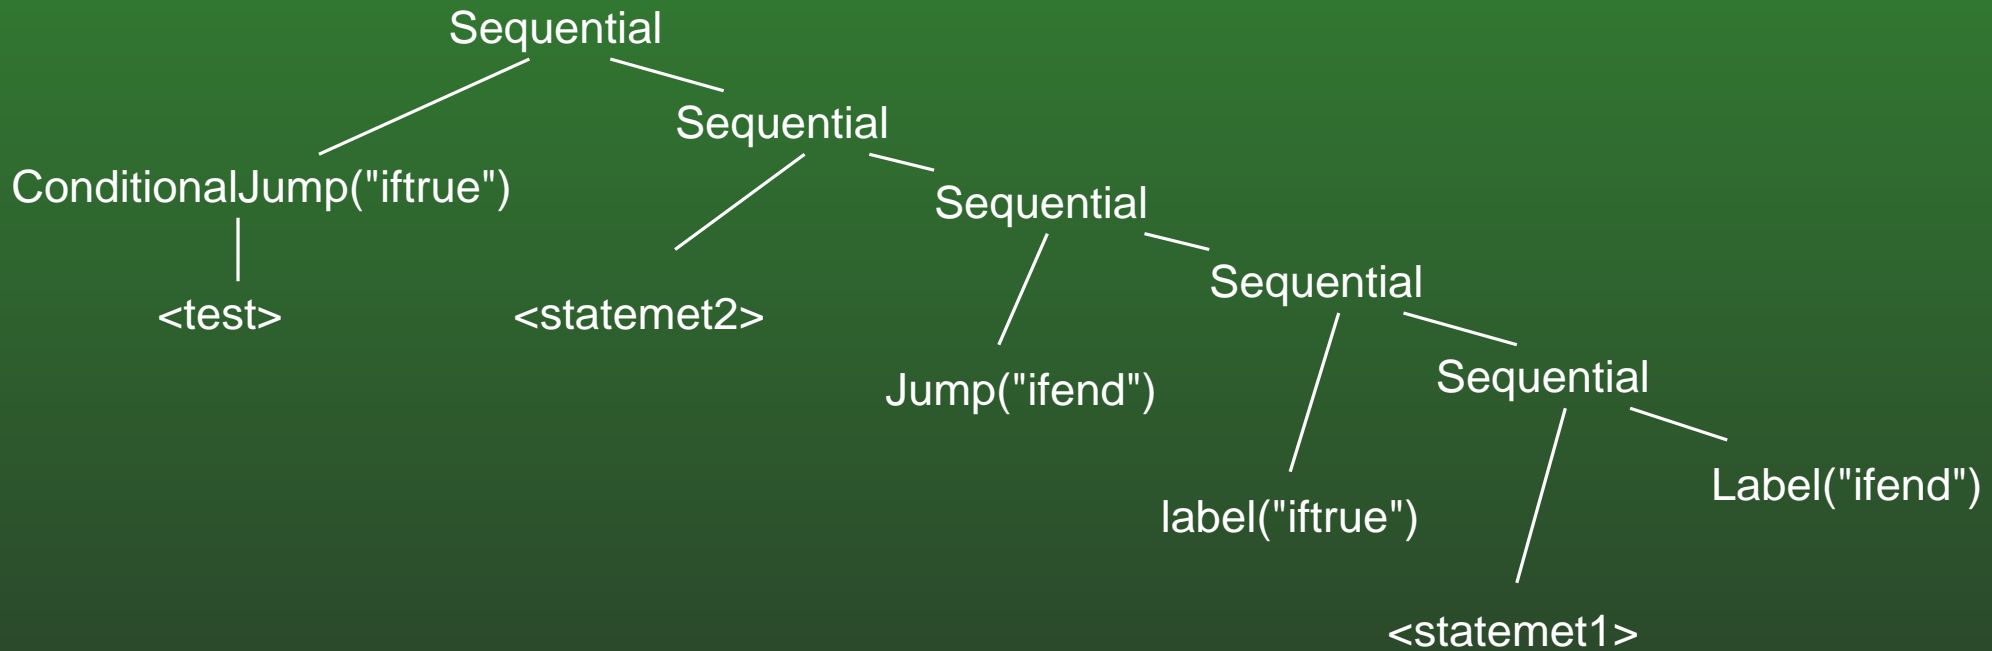 Sequential
Sequential
ConditionalJump("iftrue")
Sequential
Sequential
<test>
<statemet2>
Jump("ifend")
Sequential
label("iftrue")
Label("ifend")
<statemet1>